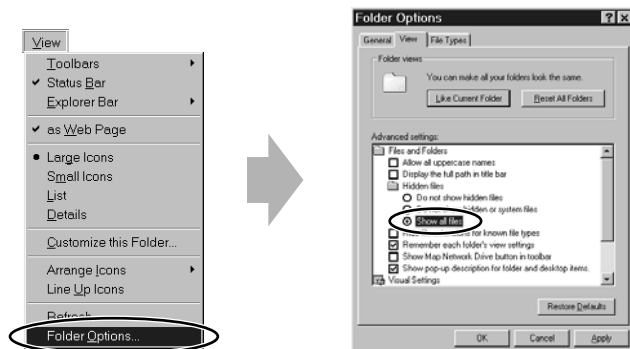 View
Toolbars
Status Bar
Explorer Bar
as Web Page
Large Icons
Small Icons
List
Details
Customize this Folder...
Arrange Icons
Line Up Icons
Refresh
Folder Options...
Folder Options
General View File Types
Folder views
You can make all your folders look the same.
Like Current Folder Reset All Folders
Advanced settings:
Files and Folders
Allow all uppercase names
Display the full path in title bar
Hidden files
Do not show hidden files
hidden or system files
Show all files
for known file types
Remember each folder's view settings
Show Map Network Drive button in toolbar
Show pop-up description for folder and desktop items.
Visual Settings
Restore Defaults
OK Cancel Apply